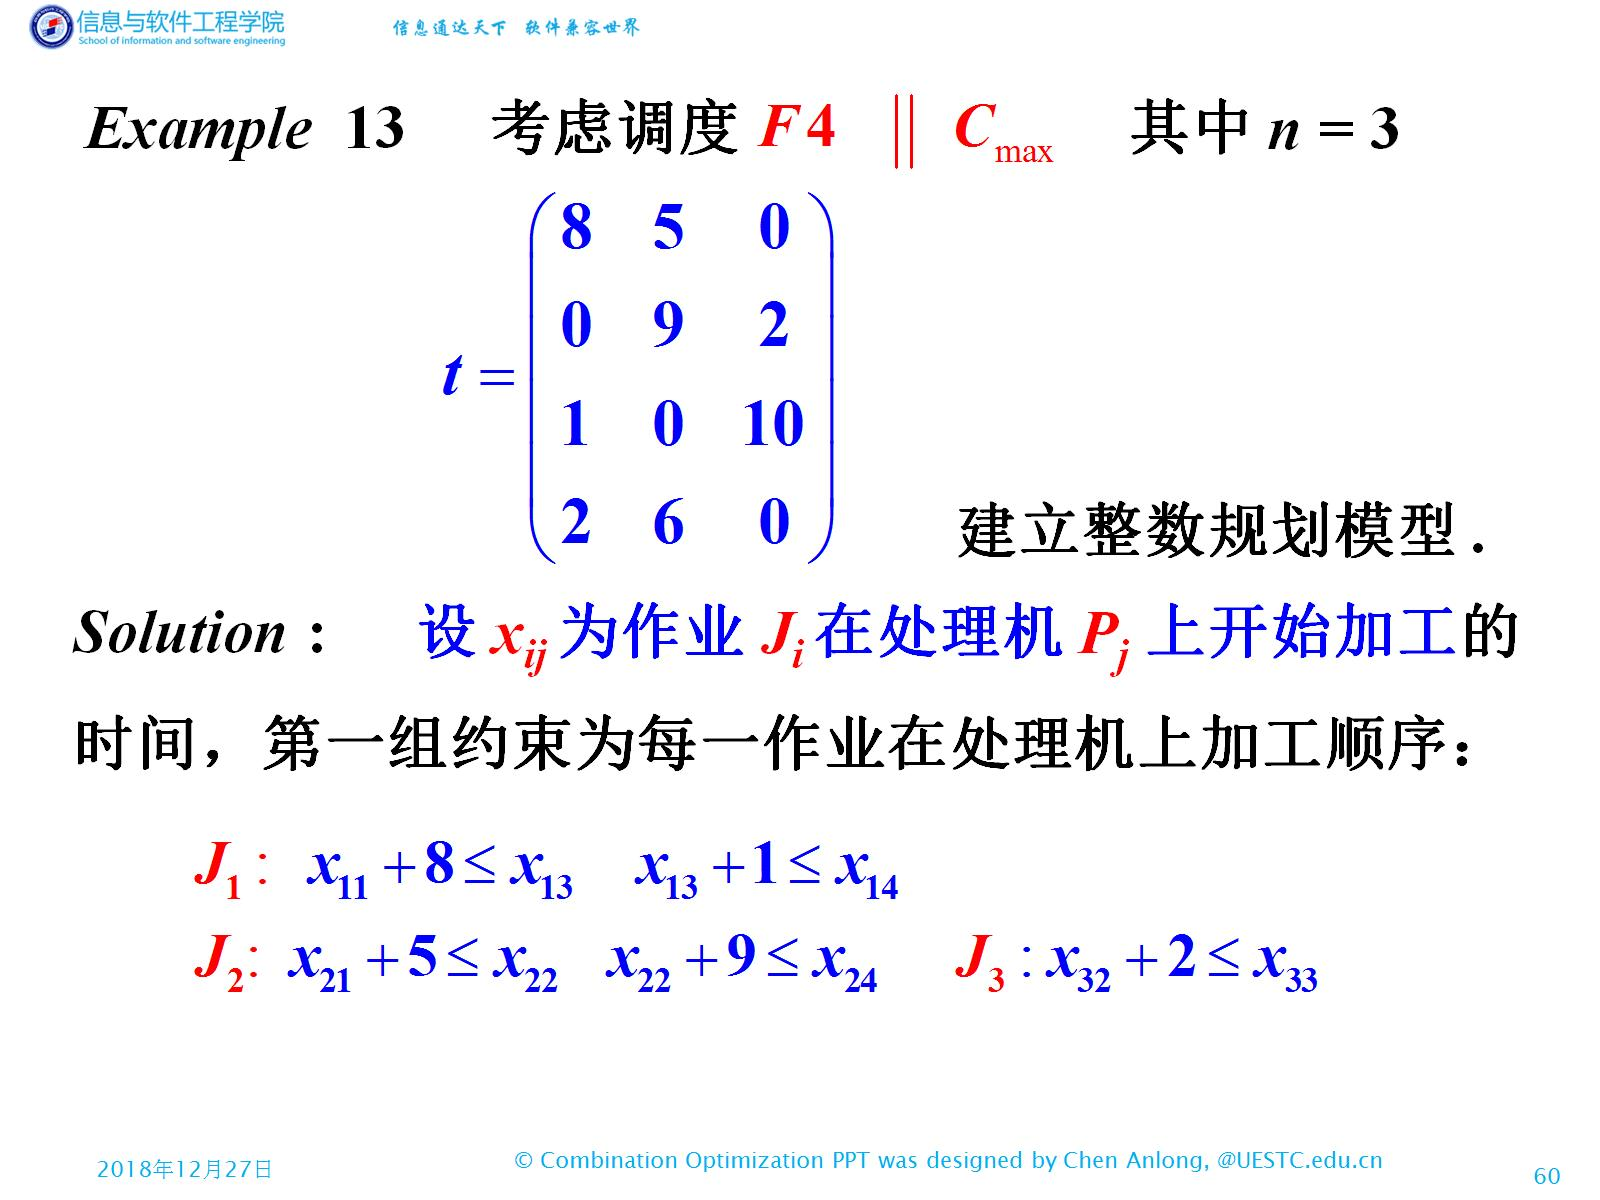 信息与软件工程学院
School of information and software engineering
信息通达天下 软件兼容世界
Example 13 考虑调度 F4 || Cmax 其中 n = 3
t = ( 8 5 0
0 9 2
1 0 10
2 6 0 )
建立整数规划模型 .
Solution : 设 xij 为作业 Ji 在处理机 Pj 上开始加工的
时间，第一组约束为每一作业在处理机上加工顺序：
J1 : x11 + 8 ≤ x13 x13 + 1 ≤ x14
J2 : x21 + 5 ≤ x22 x22 + 9 ≤ x24 J3 : x32 + 2 ≤ x33
2018年12月27日
© Combination Optimization PPT was designed by Chen Anlong, @UESTC.edu.cn
60